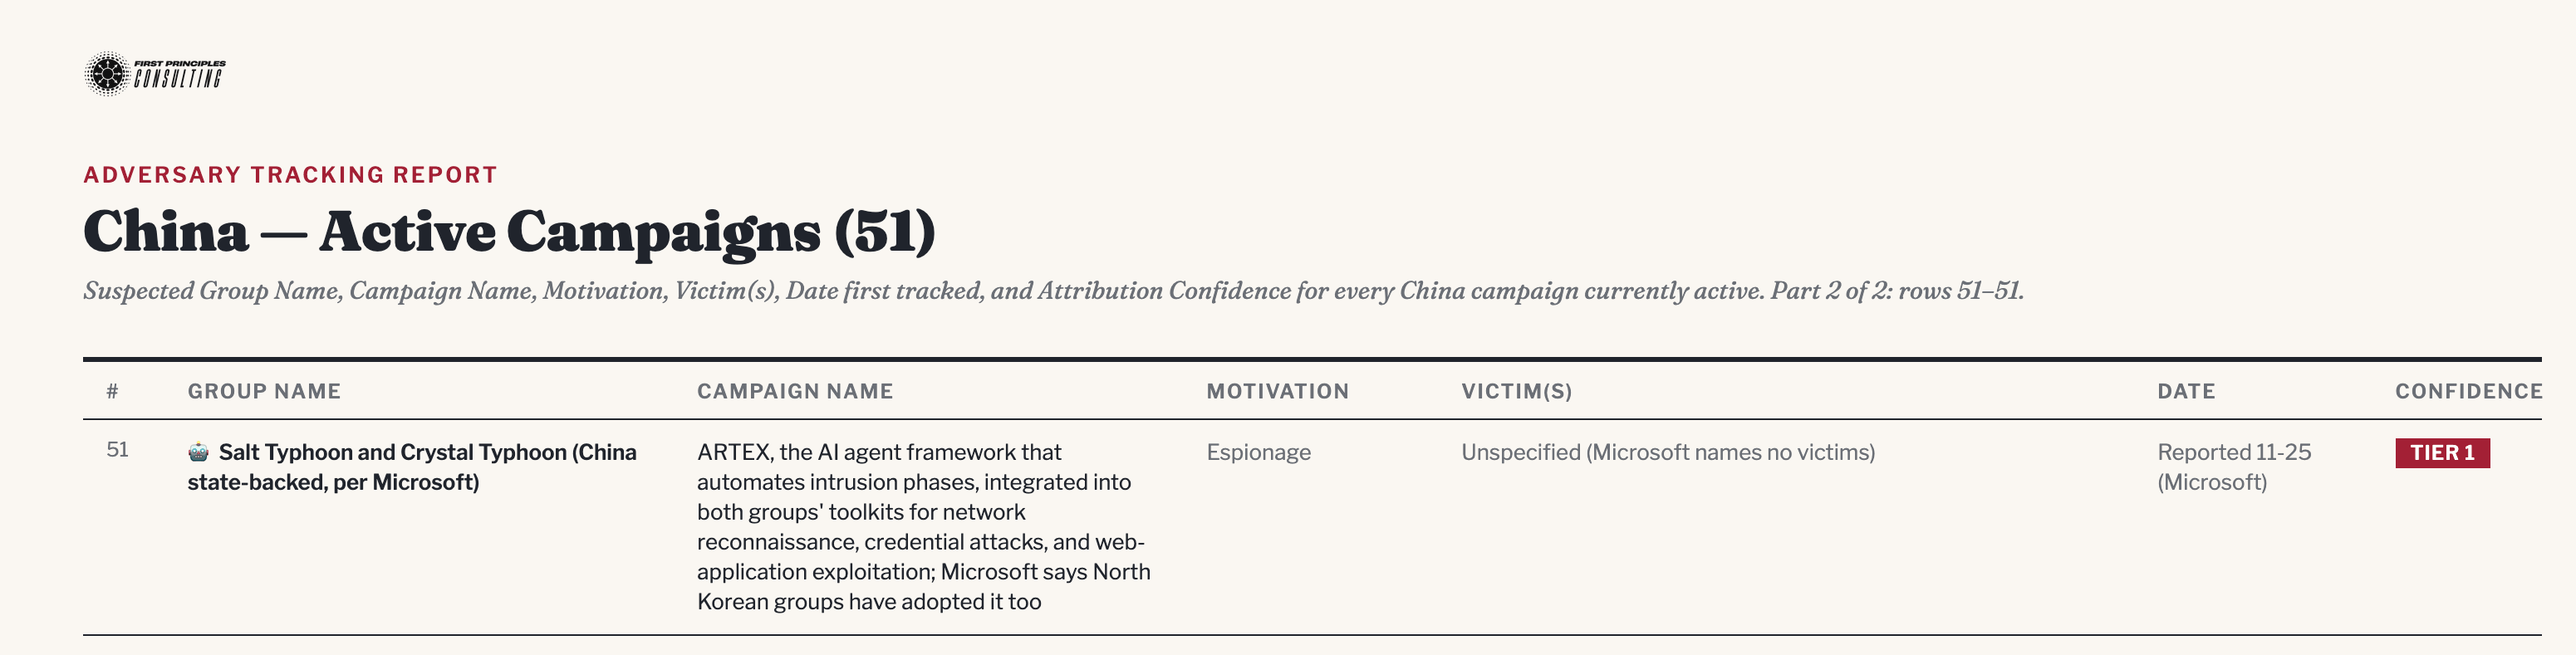 FIRST PRINCIPLES
CONSULTING
ADVERSARY TRACKING REPORT
China — Active Campaigns (51)
Suspected Group Name, Campaign Name, Motivation, Victim(s), Date first tracked, and Attribution Confidence for every China campaign currently active. Part 2 of 2: rows 51–51.
# GROUP NAME CAMPAIGN NAME MOTIVATION VICTIM(S) DATE CONFIDENCE
51
Salt Typhoon and Crystal Typhoon (China
state-backed, per Microsoft)
ARTEX, the AI agent framework that
automates intrusion phases, integrated into
both groups' toolkits for network
reconnaissance, credential attacks, and web-
application exploitation; Microsoft says North
Korean groups have adopted it too
Espionage
Unspecified (Microsoft names no victims)
Reported 11-25
(Microsoft)
TIER 1